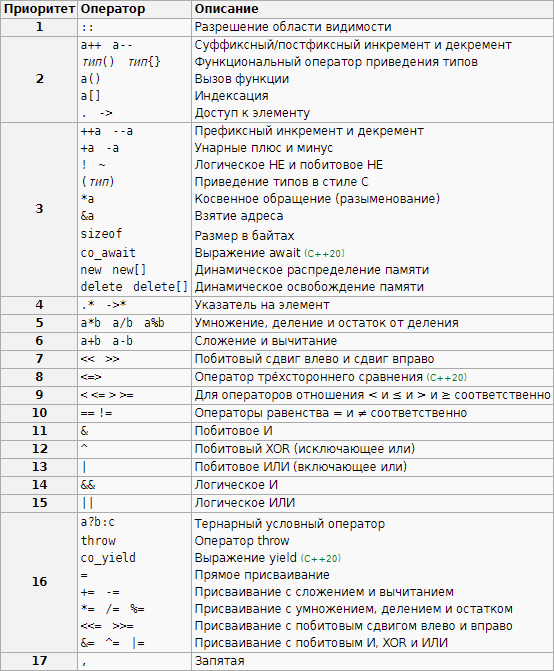 Приоритет Оператор Описание
1 :: Разрешение области видимости
2
a++ a-- Суффиксный/постфиксный инкремент и декремент
тип() тип{} Функциональный оператор приведения типов
a() Вызов функции
a[] Индексация
. -> Доступ к элементу
3
++a --a Префиксный инкремент и декремент
+a -a Унарные плюс и минус
! ~ Логическое НЕ и побитовое НЕ
(тип) Приведение типов в стиле C
*a Косвенное обращение (разыменование)
&a Взятие адреса
sizeof Размер в байтах
co_await Выражение await (C++20)
new new[] Динамическое распределение памяти
delete delete[] Динамическое освобождение памяти
4 .* ->* Указатель на элемент
5 a*b a/b a%b Умножение, деление и остаток от деления
6 a+b a-b Сложение и вычитание
7 << >> Побитовый сдвиг влево и сдвиг вправо
8 <=> Оператор трёхстороннего сравнения (C++20)
9 < <= > >= Для операторов отношения < и ≤ и > и ≥ соответственно
10 == != Операторы равенства = и ≠ соответственно
11 & Побитовое И
12 ^ Побитовый XOR (исключающее или)
13 | Побитовое ИЛИ (включающее или)
14 && Логическое И
15 || Логическое ИЛИ
16
a?b:c Тернарный условный оператор
throw Оператор throw
co_yield Выражение yield (C++20)
= Прямое присваивание
+= -= Присваивание с сложением и вычитанием
*= /= %= Присваивание с умножением, делением и остатком
<<= >>= Присваивание с побитовым сдвигом влево и вправо
&= ^= |= Присваивание с побитовым И, XOR и ИЛИ
17 , Запятая